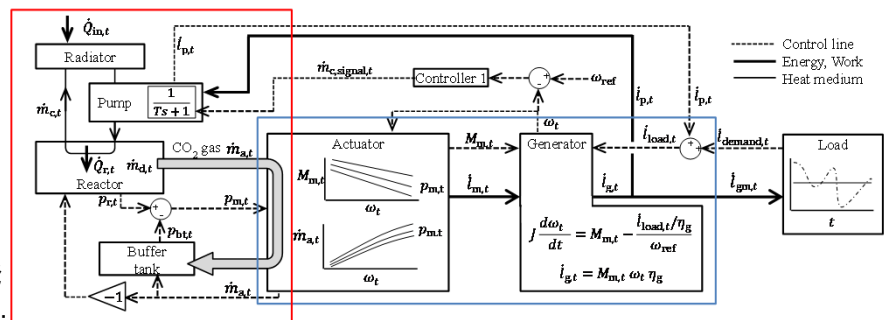 Q̇in,t
Radiator
Pump
1
Ts + 1
ṁc,t
i̇p,t
ṁc,signal,t
Controller 1
-
-
ωref
ωt
i̇p,t
i̇p,t
Control line
Energy, Work
Heat medium
CO2 gas
ṁa,t
Q̇r,t
ṁd,t
Reactor
pr,t
+
-
pm,t
pbt,t
Buffer
tank
−1
ṁa,t
Actuator
Mm,t
pm,t
ωt
ṁa,t
pm,t
ωt
Mm,t
i̇m,t
Generator
i̇load,t
+
+
i̇demand,t
i̇g,t
i̇gm,t
Load
t
J dωt/dt = Mm,t − i̇load,t/ηg / ωref
i̇g,t = Mm,t ωt ηg